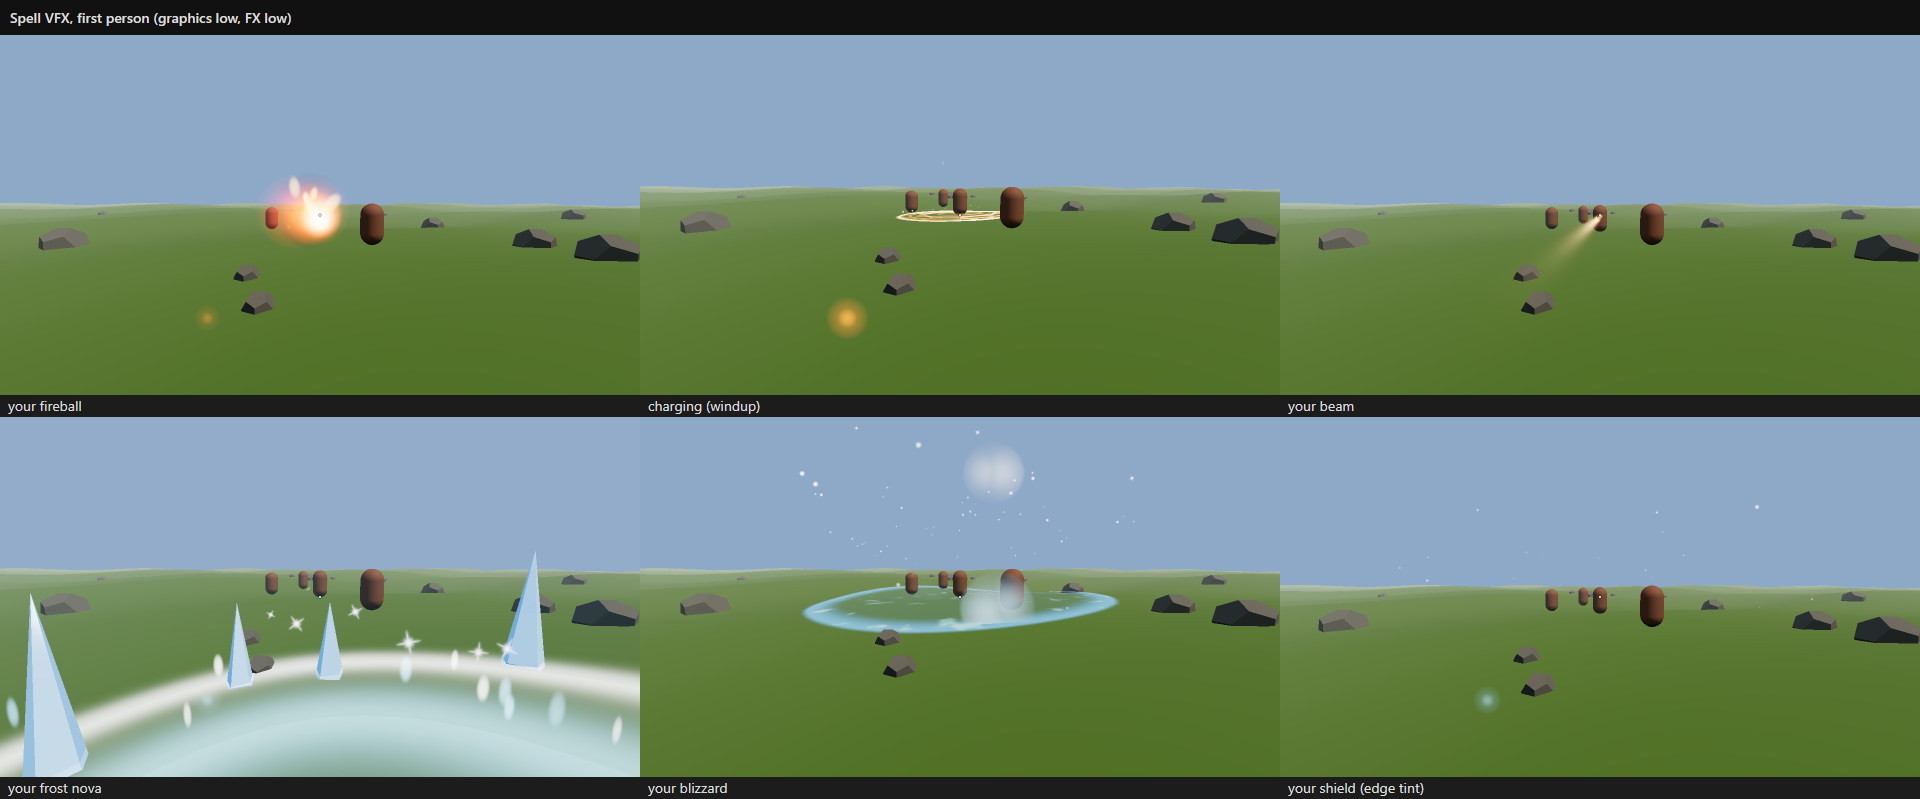 Spell VFX, first person (graphics low, FX low)
your fireball
charging (windup)
your beam
your frost nova
your blizzard
your shield (edge tint)